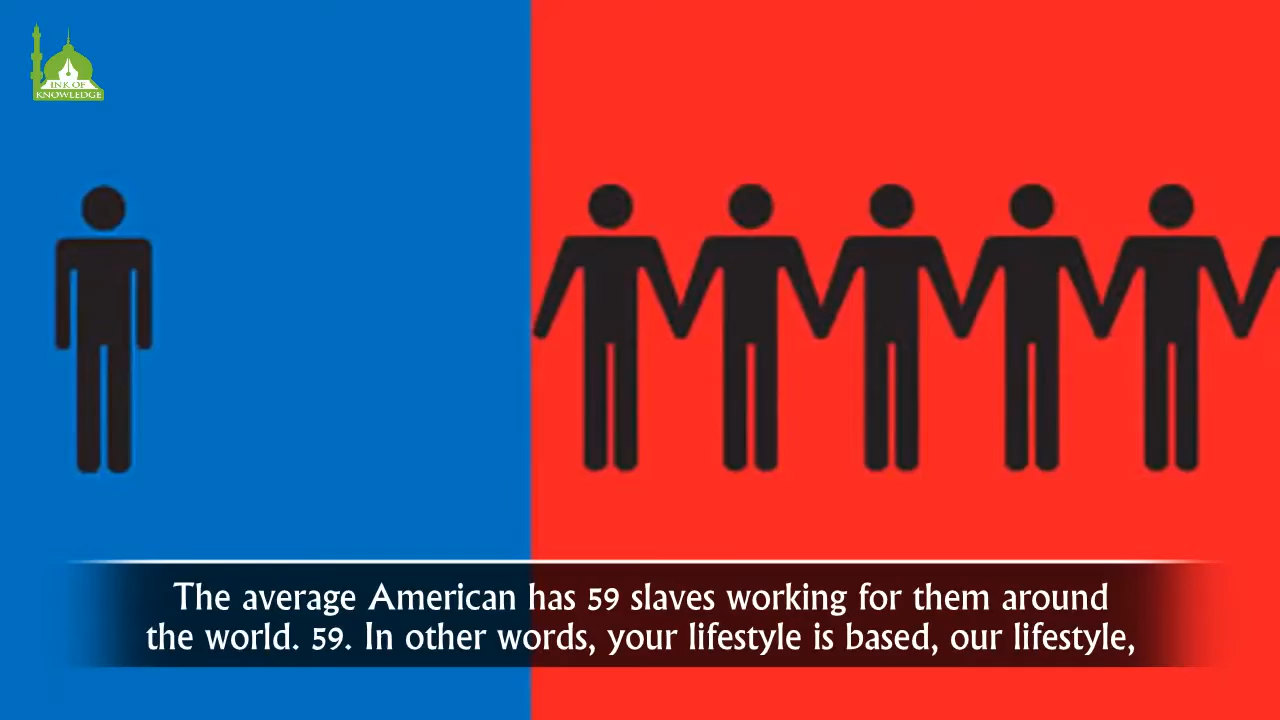 INK OF
KNOWLEDGE
The average American has 59 slaves working for them around
the world. 59. In other words, your lifestyle is based, our lifestyle,